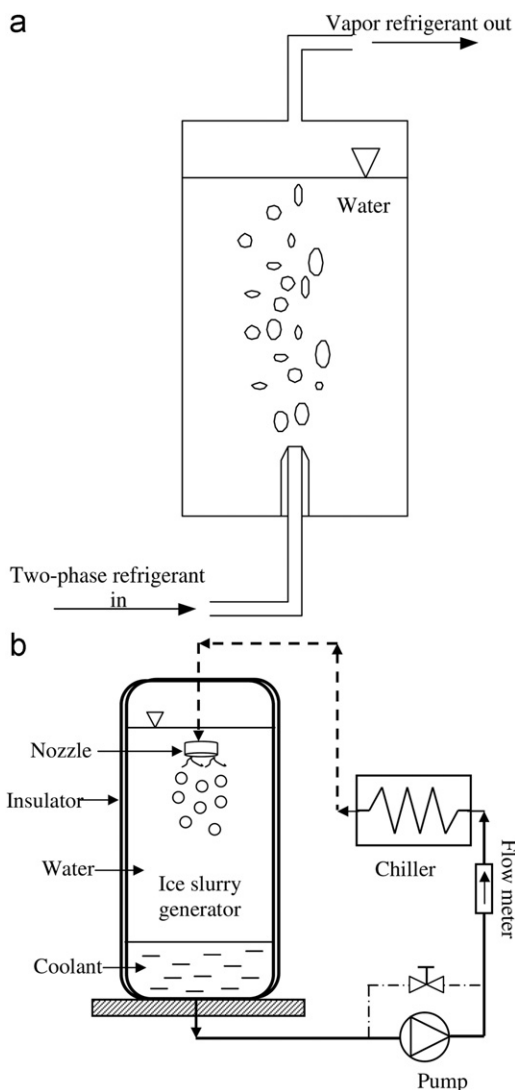 a
Vapor refrigerant out
Water
Two-phase refrigerant
in
b
Nozzle
Insulator
Water
Ice slurry
generator
Coolant
Chiller
Flow meter
Pump